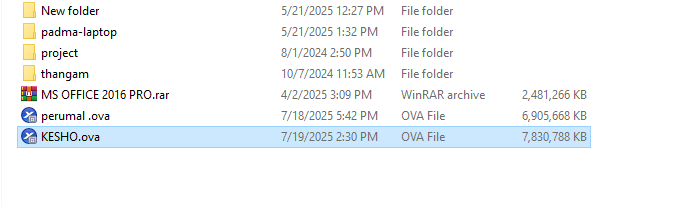 New folder 5/21/2025 12:27 PM File folder
padma-laptop 5/21/2025 1:32 PM File folder
project 8/1/2024 2:50 PM File folder
thangam 10/7/2024 11:53 AM File folder
MS OFFICE 2016 PRO.rar 4/2/2025 3:09 PM WinRAR archive 2,481,266 KB
perumal .ova 7/18/2025 5:42 PM OVA File 6,905,668 KB
KESHO.ova 7/19/2025 2:30 PM OVA File 7,830,788 KB